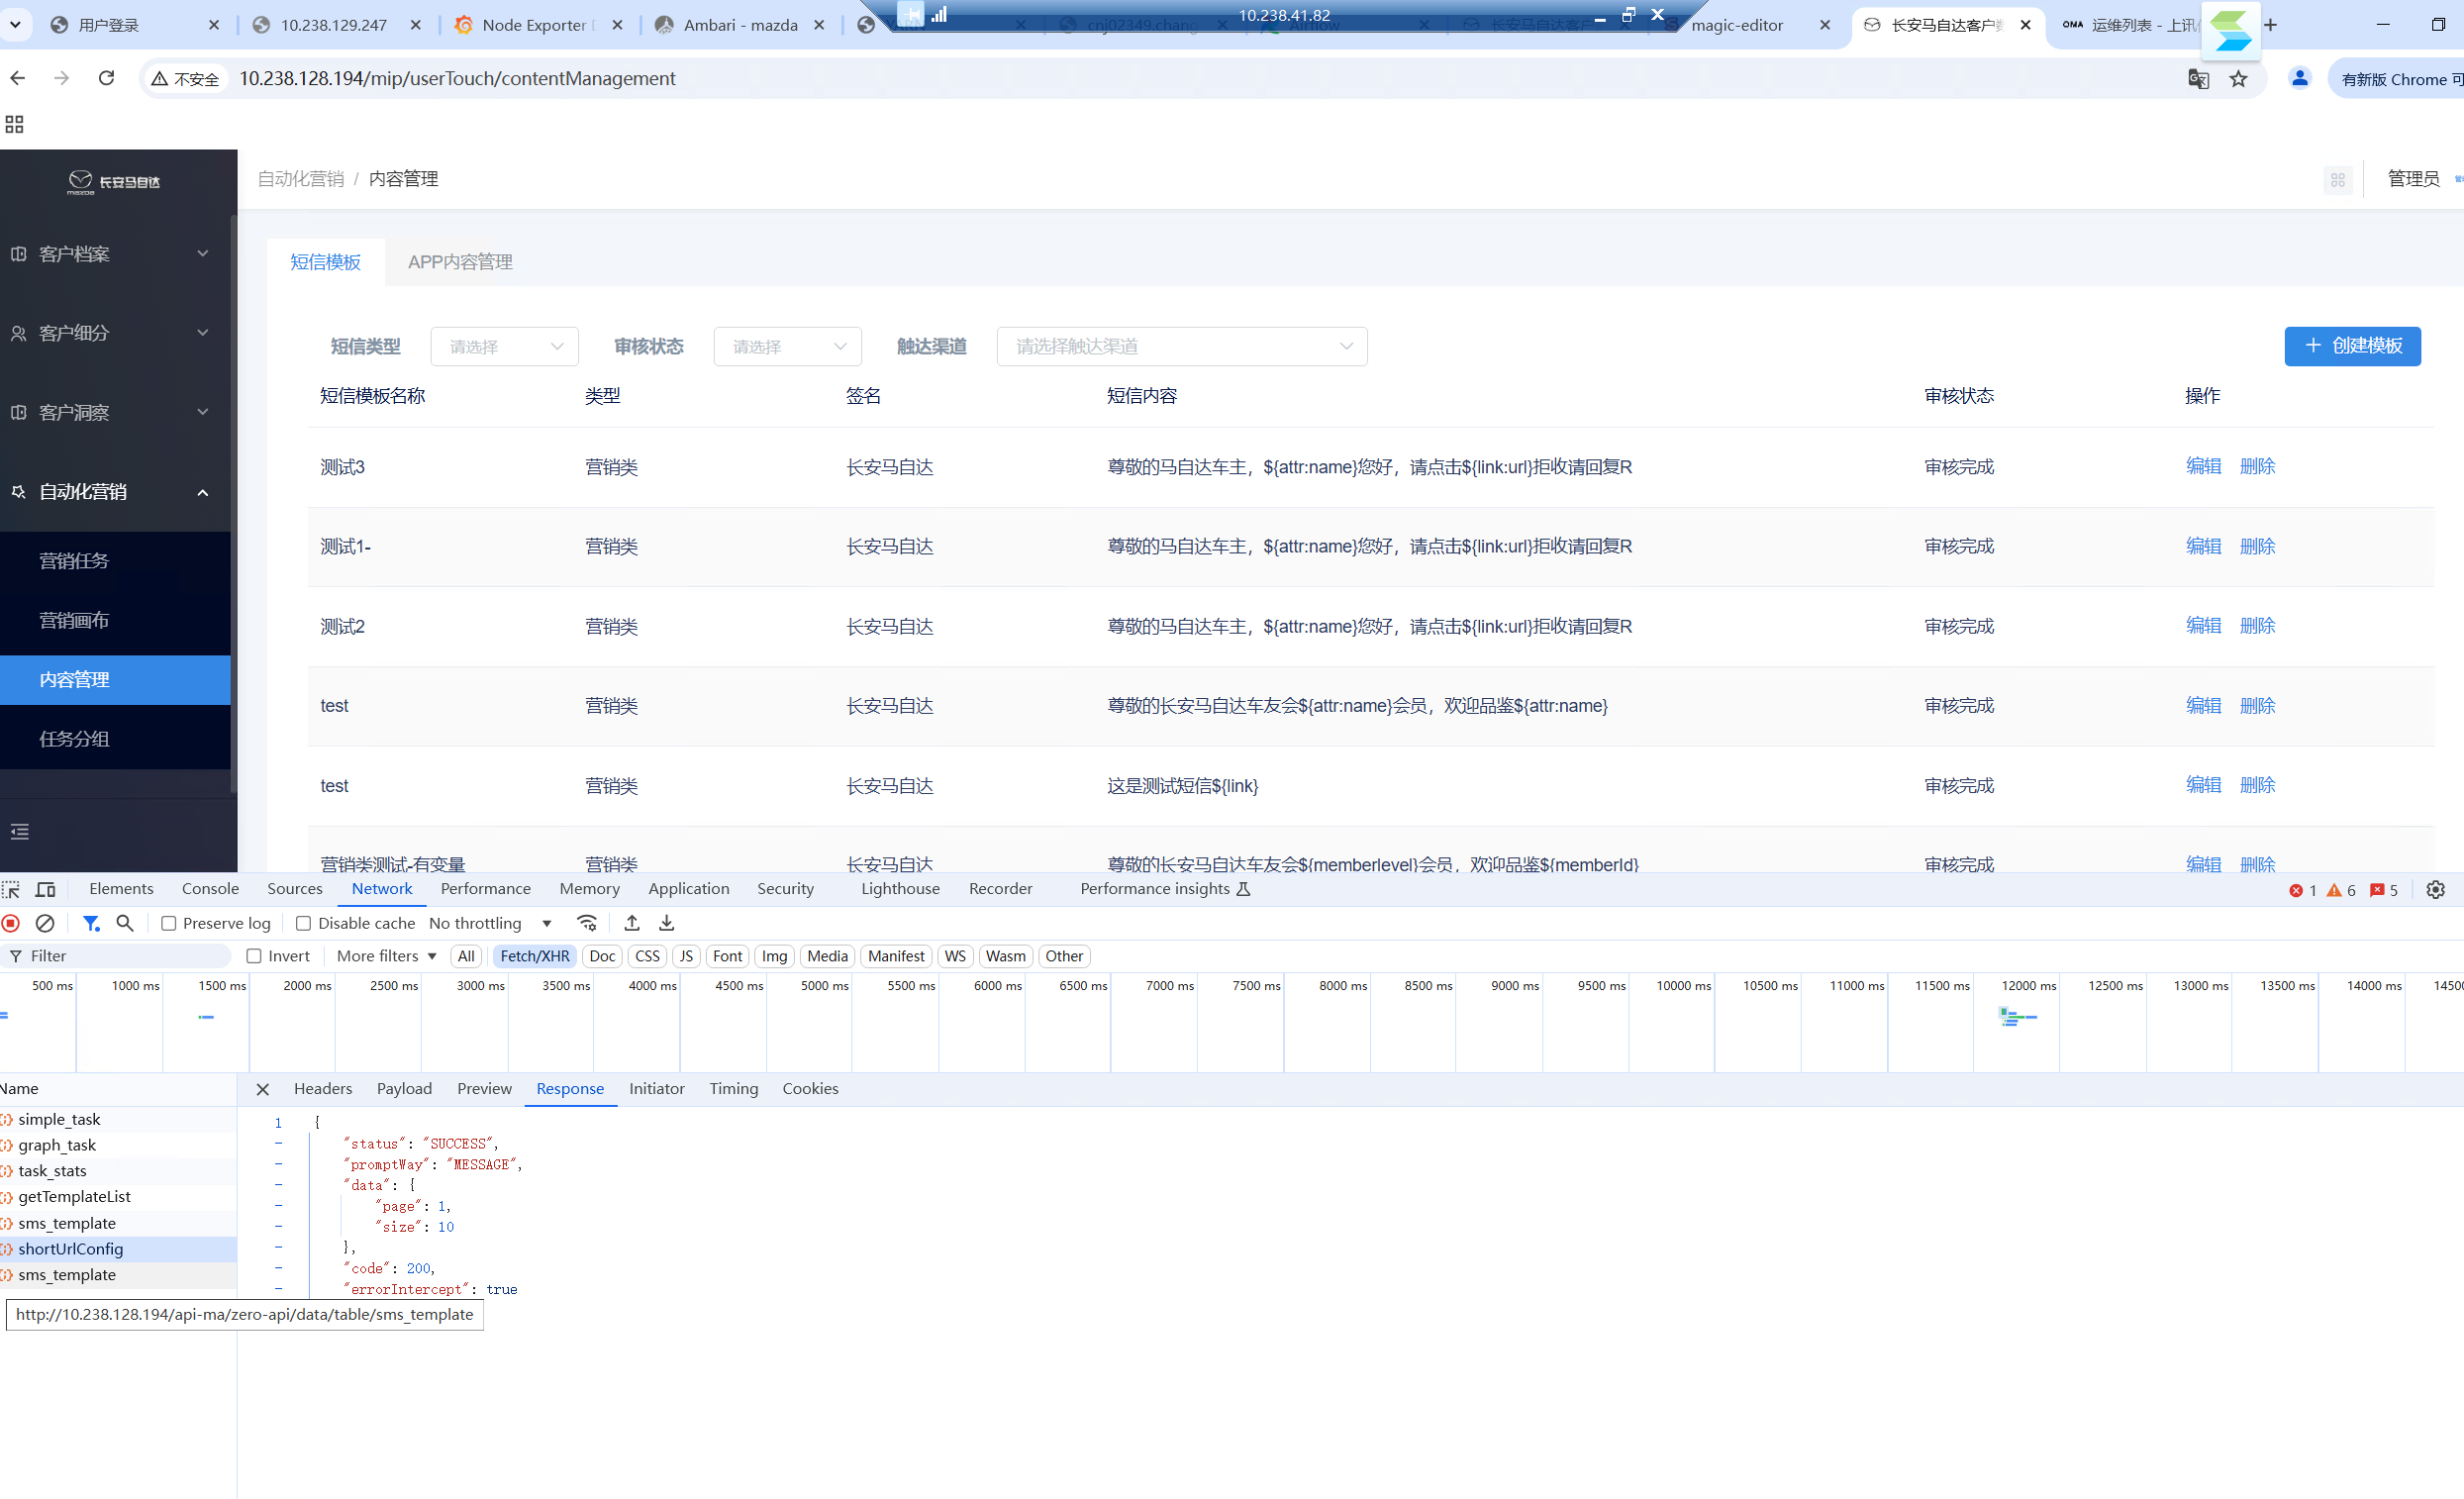 用户登录
10.238.129.247
Node Exporter
Ambari - mazda
10.238.41.82
cnj02349.chang
Airflow
长安马自达客户
magic-editor
长安马自达客户
OMA 运维列表 - 上讯
不安全 10.238.128.194/mip/userTouch/contentManagement
有新版 Chrome 可
mazda 长安马自达
自动化营销 / 内容管理
管理员
客户档案
客户细分
客户洞察
自动化营销
营销任务
营销画布
内容管理
任务分组
短信模板 APP内容管理
短信类型 请选择 审核状态 请选择 触达渠道 请选择触达渠道 创建模板
短信模板名称 类型 签名 短信内容 审核状态 操作
测试3 营销类 长安马自达 尊敬的马自达车主，${attr:name}您好，请点击${link:url}拒收请回复R 审核完成 编辑 删除
测试1- 营销类 长安马自达 尊敬的马自达车主，${attr:name}您好，请点击${link:url}拒收请回复R 审核完成 编辑 删除
测试2 营销类 长安马自达 尊敬的马自达车主，${attr:name}您好，请点击${link:url}拒收请回复R 审核完成 编辑 删除
test 营销类 长安马自达 尊敬的长安马自达车友会${attr:name}会员，欢迎品鉴${attr:name} 审核完成 编辑 删除
test 营销类 长安马自达 这是测试短信${link} 审核完成 编辑 删除
营销类测试-有变量 营销类 长安马自达 尊敬的长安马自达车友会${memberlevel}会员，欢迎品鉴${memberId} 审核完成 编辑 删除
Elements Console Sources Network Performance Memory Application Security Lighthouse Recorder Performance insights 1 6 5
Preserve log Disable cache No throttling
Filter Invert More filters All Fetch/XHR Doc CSS JS Font Img Media Manifest WS Wasm Other
500 ms 1000 ms 1500 ms 2000 ms 2500 ms 3000 ms 3500 ms 4000 ms 4500 ms 5000 ms 5500 ms 6000 ms 6500 ms 7000 ms 7500 ms 8000 ms 8500 ms 9000 ms 9500 ms 10000 ms 10500 ms 11000 ms 11500 ms 12000 ms 12500 ms 13000 ms 13500 ms 14000 ms 1450
Name
Headers Payload Preview Response Initiator Timing Cookies
simple_task
graph_task
task_stats
getTemplateList
sms_template
shortUrlConfig
sms_template
http://10.238.128.194/api-ma/zero-api/data/table/sms_template
1 {
- "status": "SUCCESS",
- "promptWay": "MESSAGE",
- "data": {
- "page": 1,
- "size": 10
- },
- "code": 200,
- "errorIntercept": true